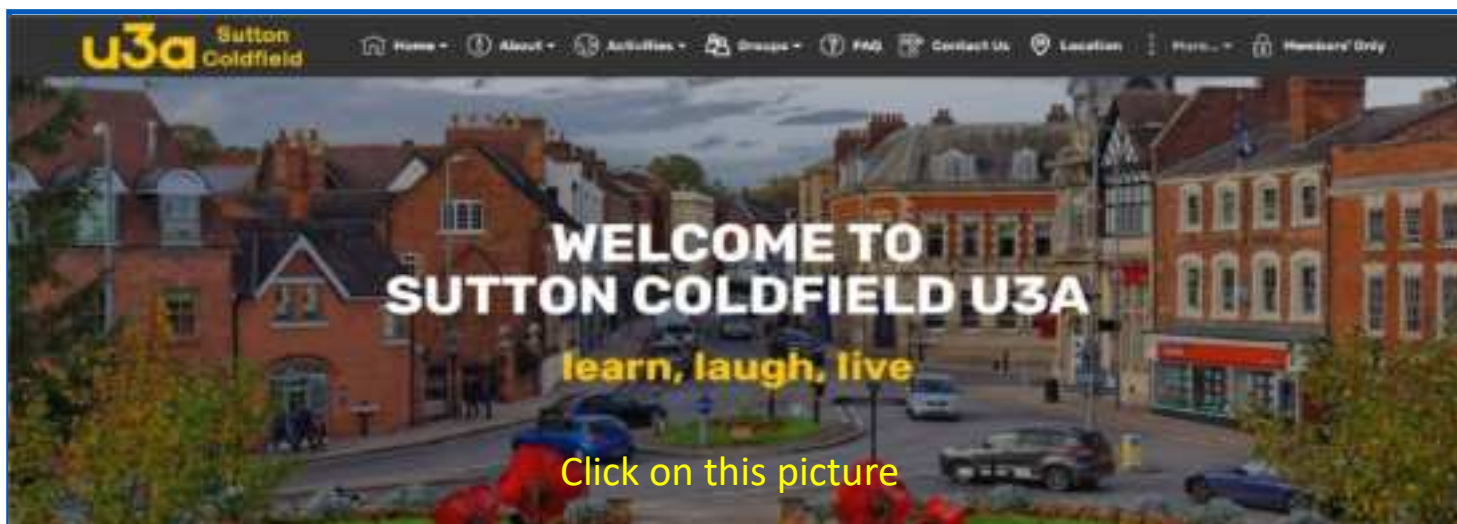 u3a Sutton Coldfield
Home About Activities Groups FAQ Contact Us Location More... Members' Only
WELCOME TO
SUTTON COLDFIELD U3A
learn, laugh, live
Click on this picture